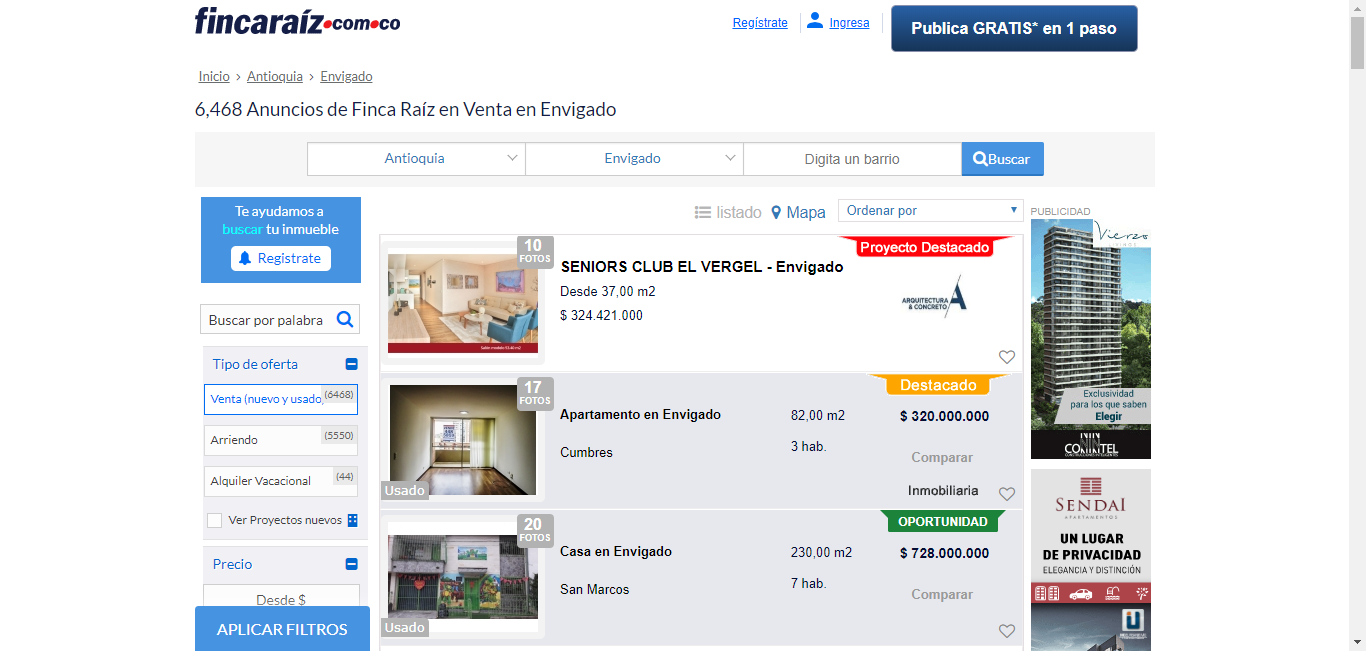 fincaraíz.com.co
Regístrate
Ingresa
Publica GRATIS* en 1 paso
Inicio › Antioquia › Envigado
6,468 Anuncios de Finca Raíz en Venta en Envigado
Antioquia
Envigado
Digita un barrio
Buscar
Te ayudamos a
buscar tu inmueble
Registrate
Buscar por palabra
Tipo de oferta
Venta (nuevo y usado)
(6468)
Arriendo
(5550)
Alquiler Vacacional
(44)
Ver Proyectos nuevos
Precio
Desde $
APLICAR FILTROS
listado
Mapa
Ordenar por
10
FOTOS
Proyecto Destacado
SENIORS CLUB EL VERGEL - Envigado
Desde 37,00 m2
$ 324.421.000
ARQUITECTURA
& CONCRETO
17
FOTOS
Usado
Destacado
Apartamento en Envigado
82,00 m2
$ 320.000.000
Cumbres
3 hab.
Comparar
Inmobiliaria
20
FOTOS
Usado
OPORTUNIDAD
Casa en Envigado
230,00 m2
$ 728.000.000
San Marcos
7 hab.
Comparar
PUBLICIDAD
Vierzo
Exclusividad
para los que saben
Elegir
CONINTEL
CONSTRUCCIONES INTELIGENTES
SENDAI
APARTAMENTOS
UN LUGAR
DE PRIVACIDAD
ELEGANCIA Y DISTINCIÓN